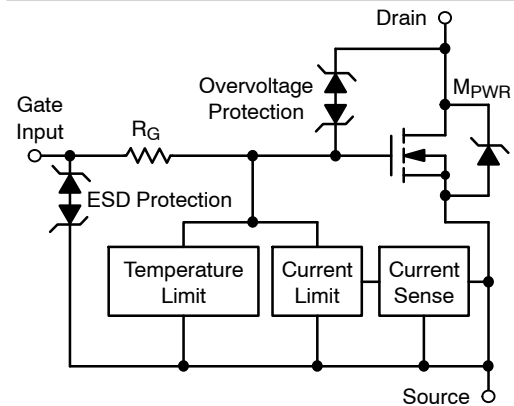 Drain
Overvoltage
Protection
MPWR
Gate
Input
RG
ESD Protection
Temperature
Limit
Current
Limit
Current
Sense
Source